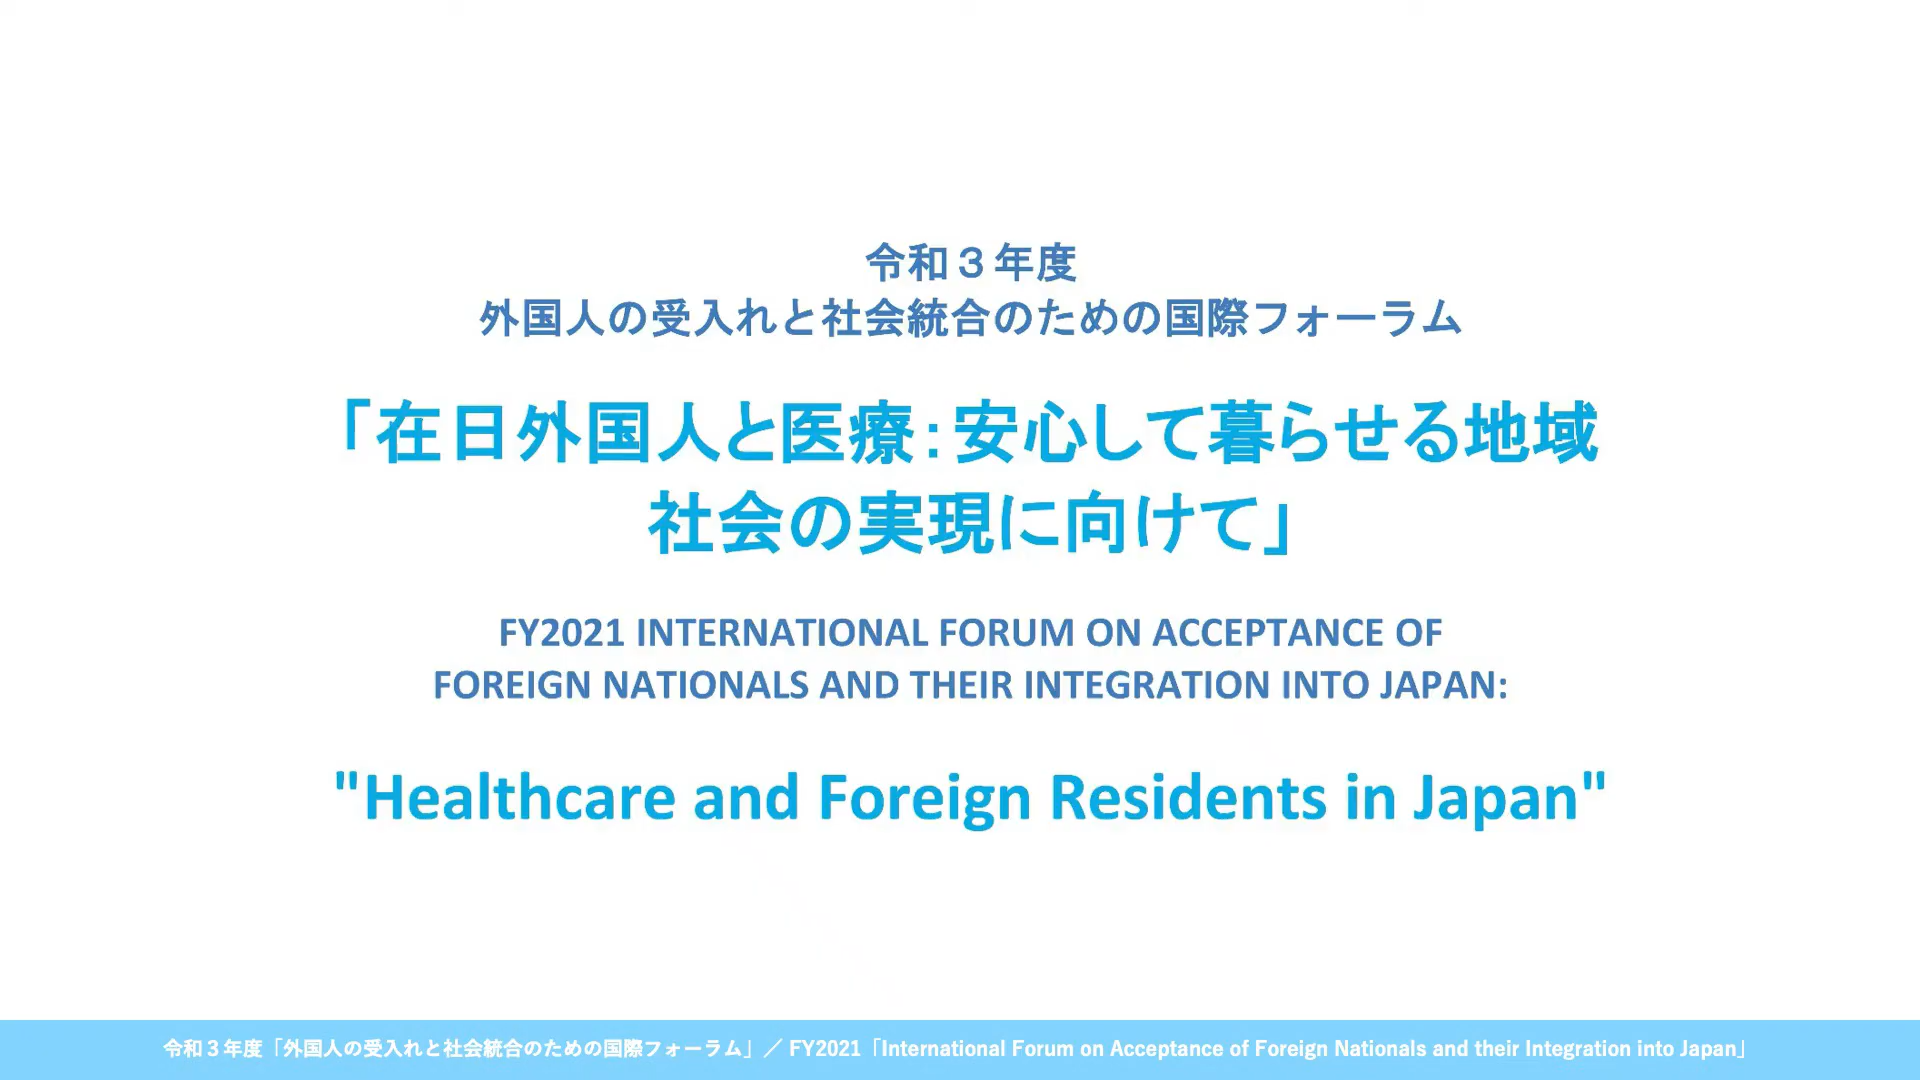 令和３年度
外国人の受入れと社会統合のための国際フォーラム
「在日外国人と医療：安心して暮らせる地域
社会の実現に向けて」
FY2021 INTERNATIONAL FORUM ON ACCEPTANCE OF
FOREIGN NATIONALS AND THEIR INTEGRATION INTO JAPAN:
"Healthcare and Foreign Residents in Japan"
令和３年度「外国人の受入れと社会統合のための国際フォーラム」／ FY2021「International Forum on Acceptance of Foreign Nationals and their Integration into Japan」